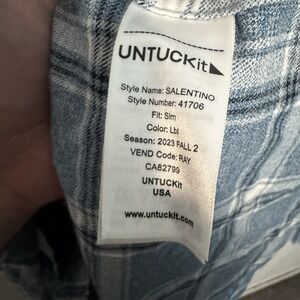 UNTUCKit
Style Name: SALENTINO
Style Number: 41706
Fit: Slm
Color: Lbl
Season: 2023 FALL 2
VEND Code: RAY
CA62799
UNTUCKit
USA
www.untuckit.com